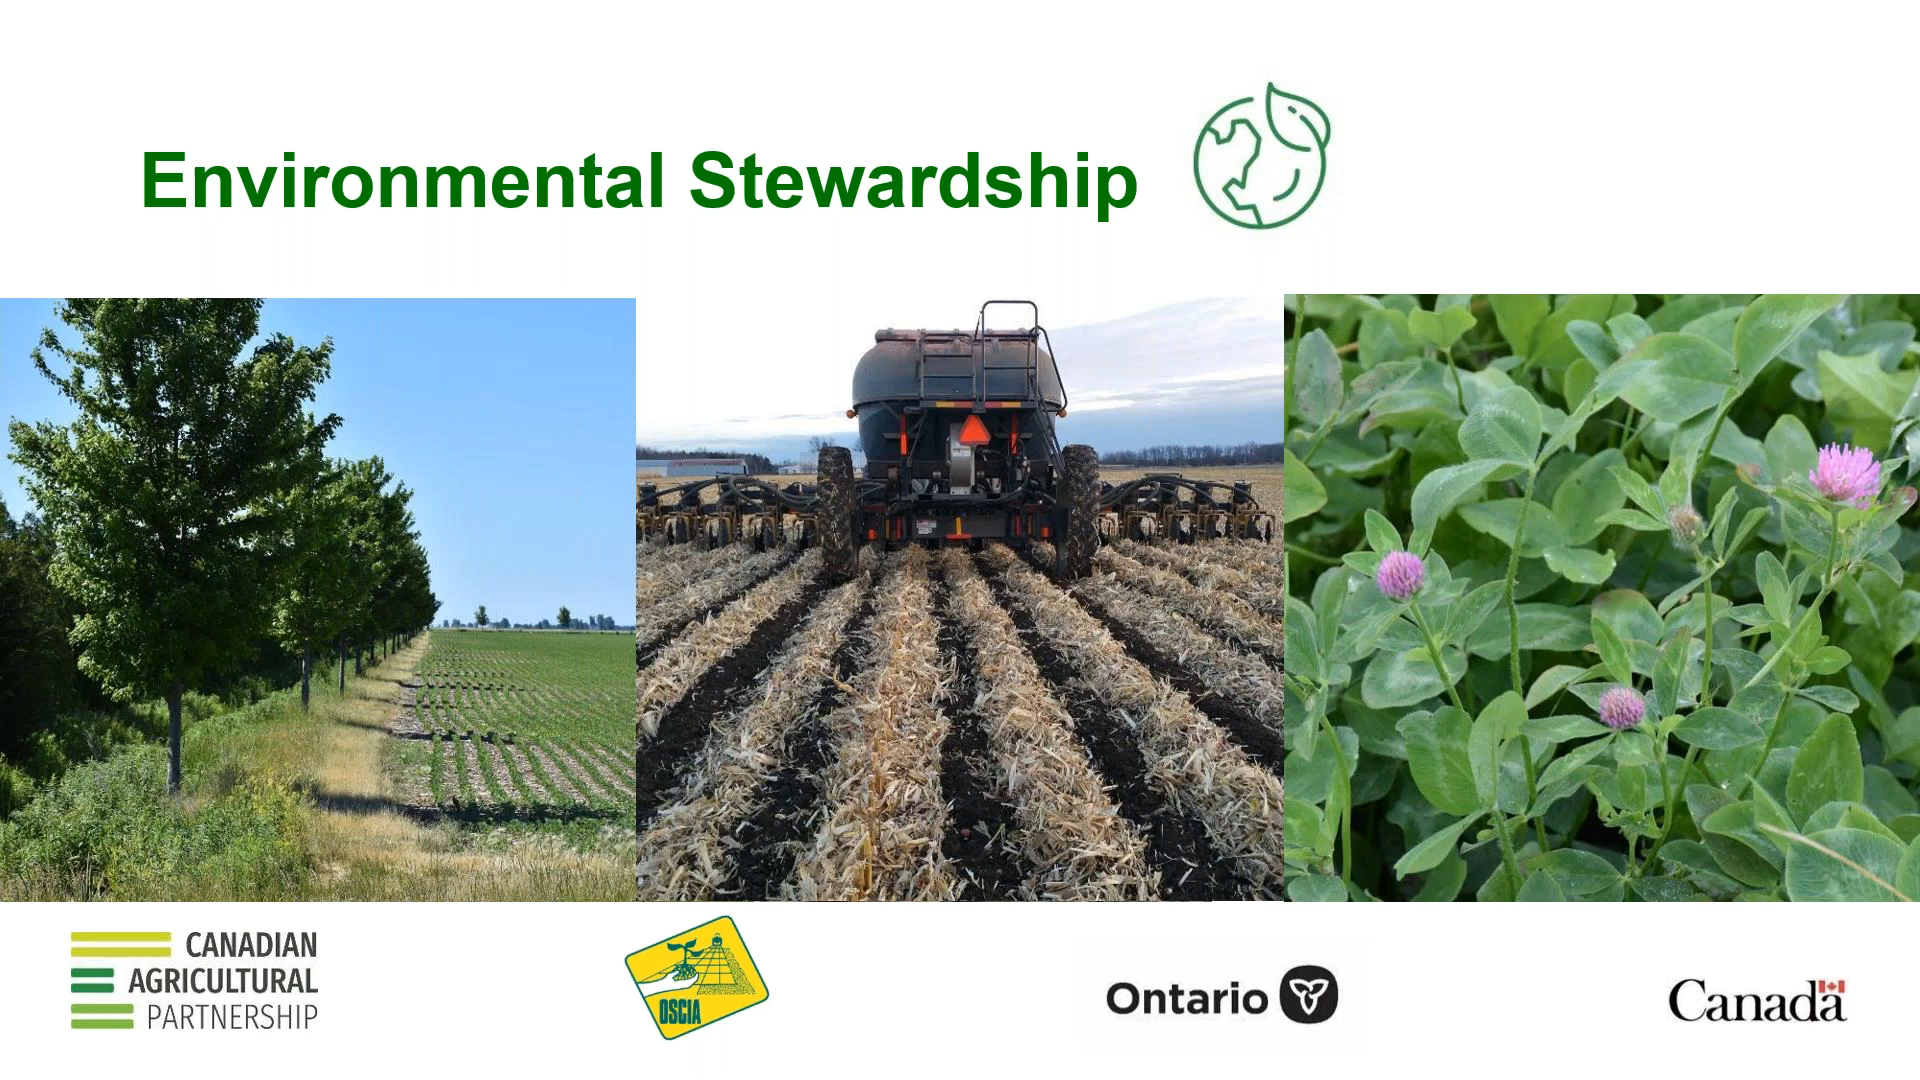 Environmental Stewardship
CANADIAN
AGRICULTURAL
PARTNERSHIP
OSCIA
Ontario
Canada